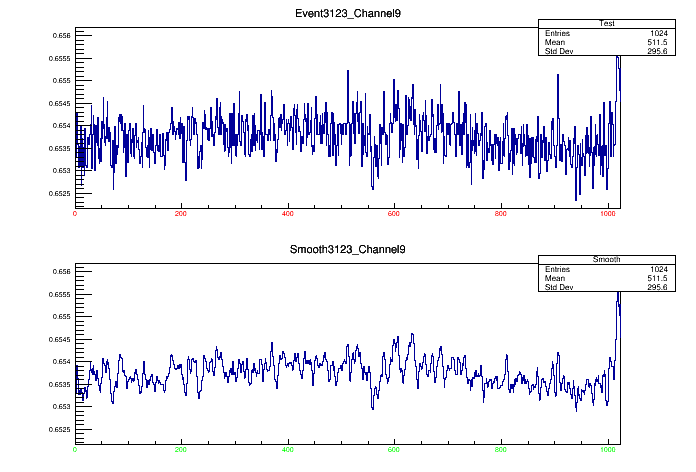 Event3123_Channel9
Test
Entries 1024
Mean 511.5
Std Dev 295.6
0.656
0.6555
0.655
0.6545
0.654
0.6535
0.653
0.6525
0 200 400 600 800 1000
Smooth3123_Channel9
Smooth
Entries 1024
Mean 511.5
Std Dev 295.6
0.656
0.6555
0.655
0.6545
0.654
0.6535
0.653
0.6525
0 200 400 600 800 1000